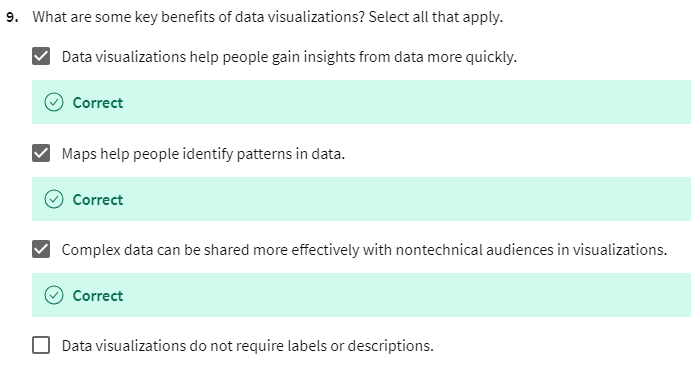 9. What are some key benefits of data visualizations? Select all that apply.
Data visualizations help people gain insights from data more quickly.
Correct
Maps help people identify patterns in data.
Correct
Complex data can be shared more effectively with nontechnical audiences in visualizations.
Correct
Data visualizations do not require labels or descriptions.